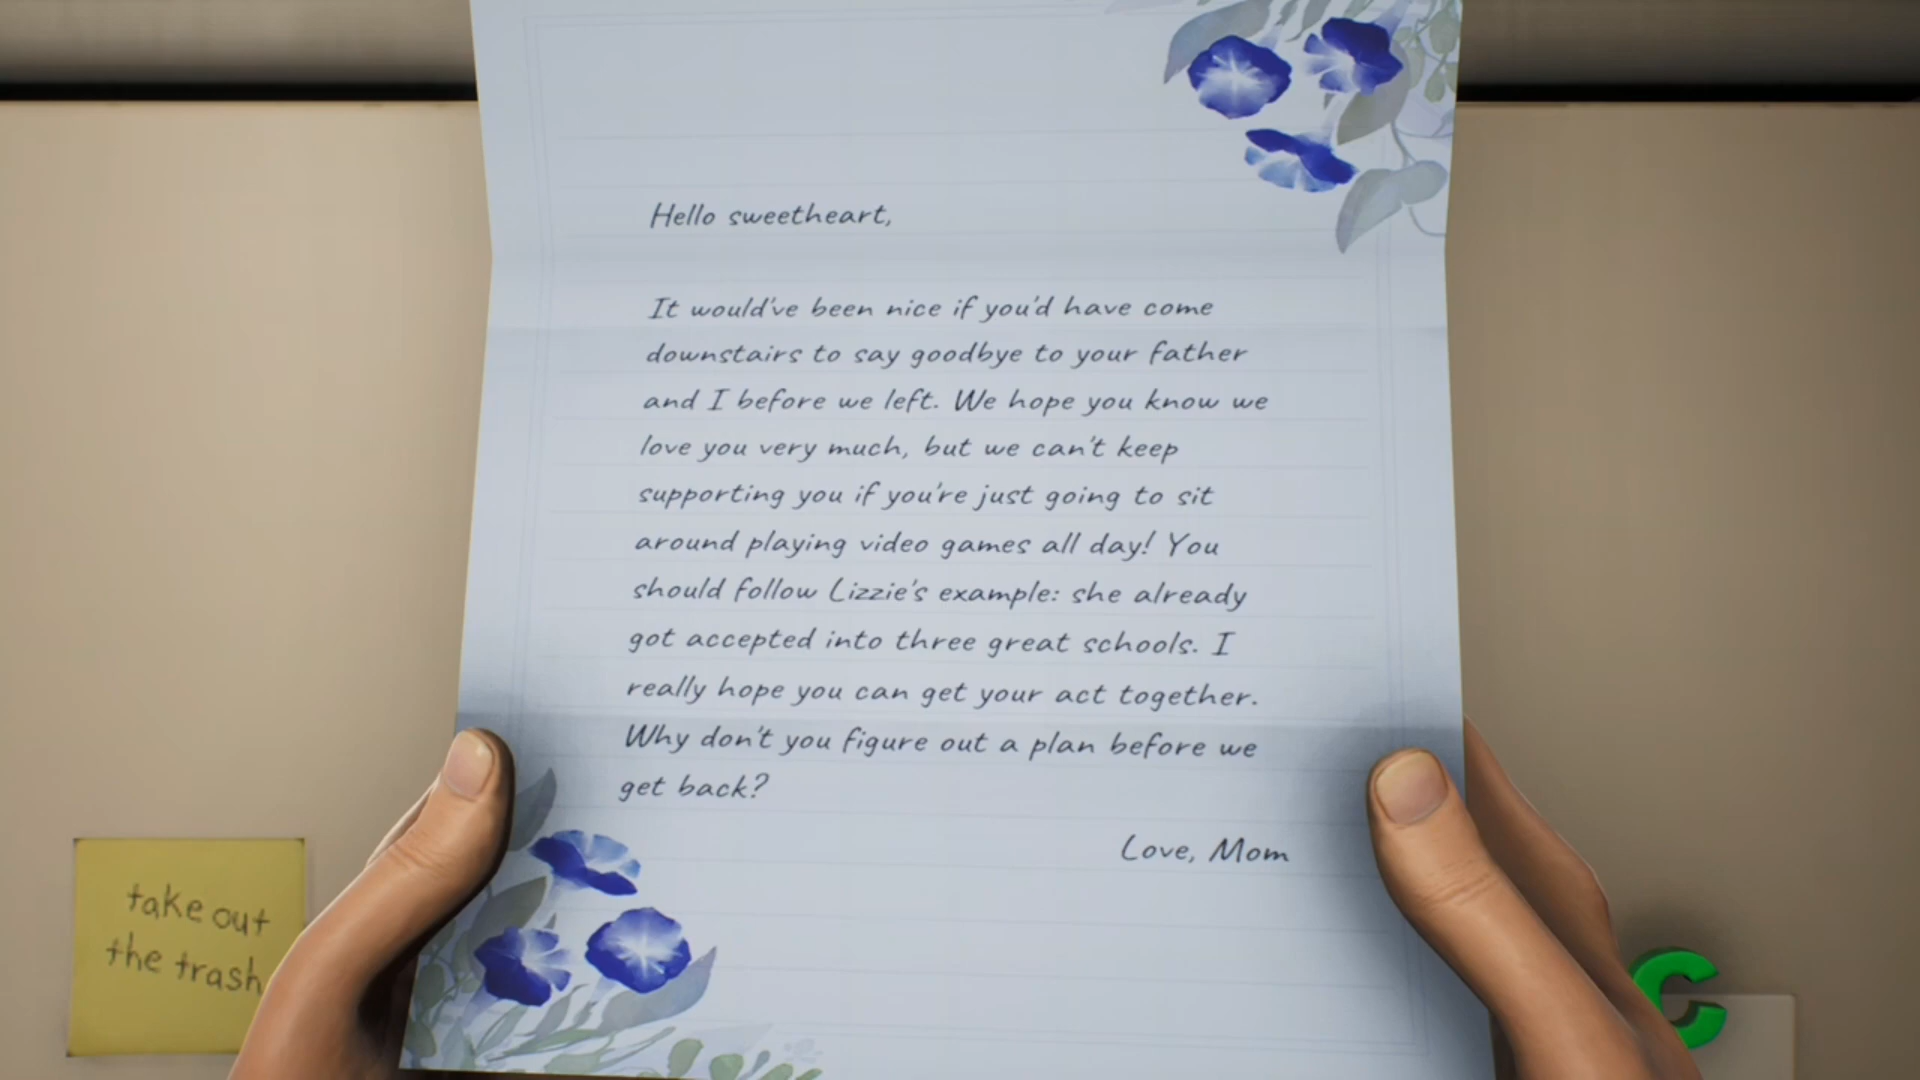 Hello sweetheart,
It would've been nice if you'd have come
downstairs to say goodbye to your father
and I before we left. We hope you know we
love you very much, but we can't keep
supporting you if you're just going to sit
around playing video games all day! You
should follow Lizzie's example: she already
got accepted into three great schools. I
really hope you can get your act together.
Why don't you figure out a plan before we
get back?
Love, Mom
take out
the trash
C